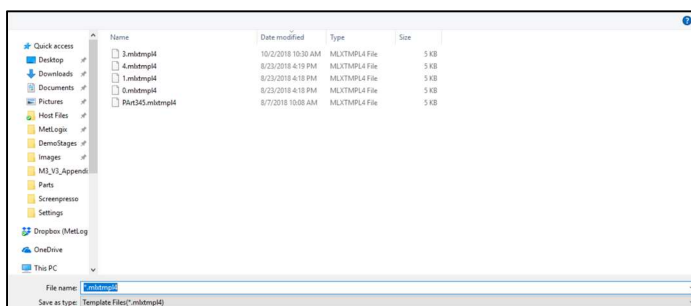 ?
Name Date modified Type Size
Quick access
Desktop
Downloads
Documents
Pictures
Host Files
MetLogix
DemoStages
Images
M3_V3_Appendi
Parts
Screenpresso
Settings
Dropbox (MetLog
OneDrive
This PC
3.mlxtmpl4 10/2/2018 10:30 AM MLXTMPL4 File 5 KB
4.mlxtmpl4 8/23/2018 4:19 PM MLXTMPL4 File 5 KB
1.mlxtmpl4 8/23/2018 4:18 PM MLXTMPL4 File 5 KB
0.mlxtmpl4 8/23/2018 4:18 PM MLXTMPL4 File 5 KB
PArt345.mlxtmpl4 8/7/2018 10:08 AM MLXTMPL4 File 5 KB
File name: *.mlxtmpl4
Save as type: Template Files(*.mlxtmpl4)